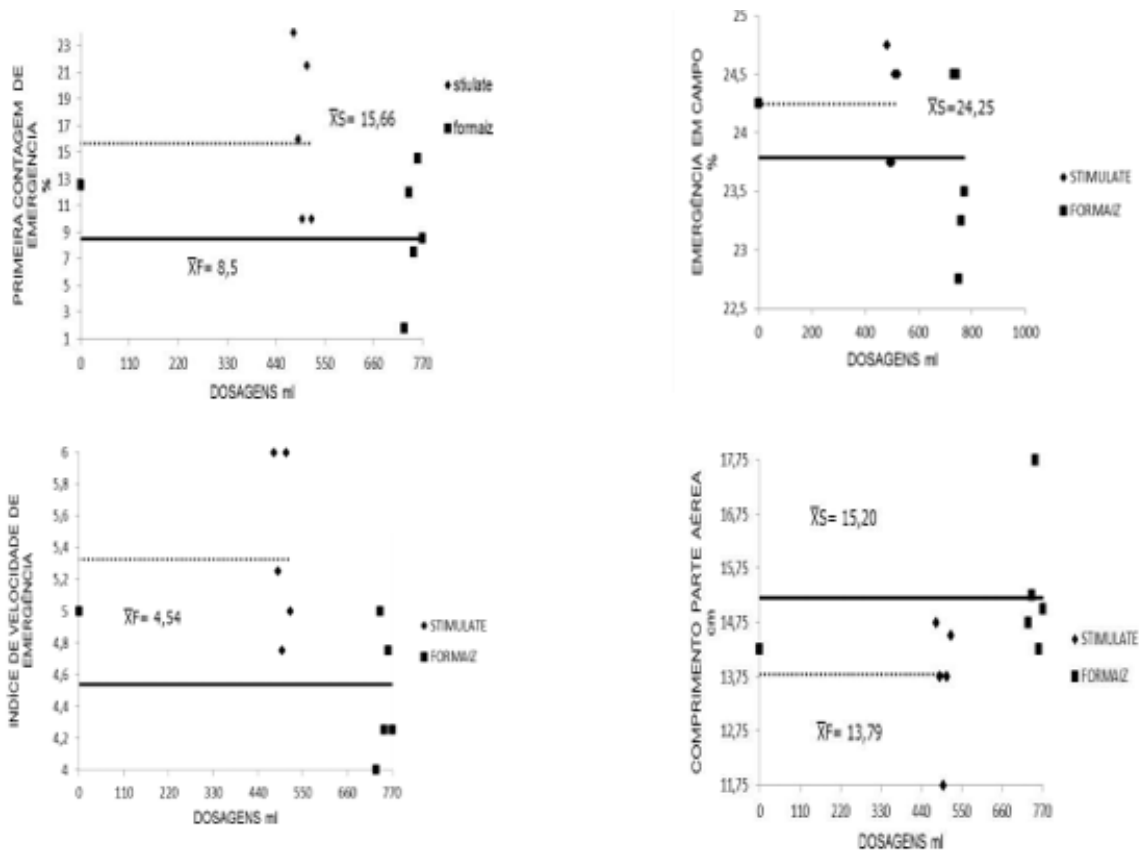 PRIMEIRA CONTAGEM DE
EMERGENCIA
%
23
21
19
17
15
13
11
9
7
5
3
1
X̅S= 15,66
X̅F= 8,5
stiulate
formaiz
0 110 220 330 440 550 660 770
DOSAGENS ml
EMERGÊNCIA EM CAMPO
%
25
24,5
24
23,5
23
22,5
X̅S=24,25
STIMULATE
FORMAIZ
0 200 400 600 800 1000
DOSAGENS ml
INDÍCE DE VELOCIDADE DE
EMERGÊNCIA
6
5,8
5,6
5,4
5,2
5
4,8
4,6
4,4
4,2
4
X̅F= 4,54
STIMULATE
FORMAIZ
0 110 220 330 440 550 660 770
DOSAGENS ml
COMPRIMENTO PARTE AÉREA
cm
17,75
16,75
15,75
14,75
13,75
12,75
11,75
X̅S= 15,20
X̅F= 13,79
STIMULATE
FORMAIZ
0 110 220 330 440 550 660 770
DOSAGENS ml